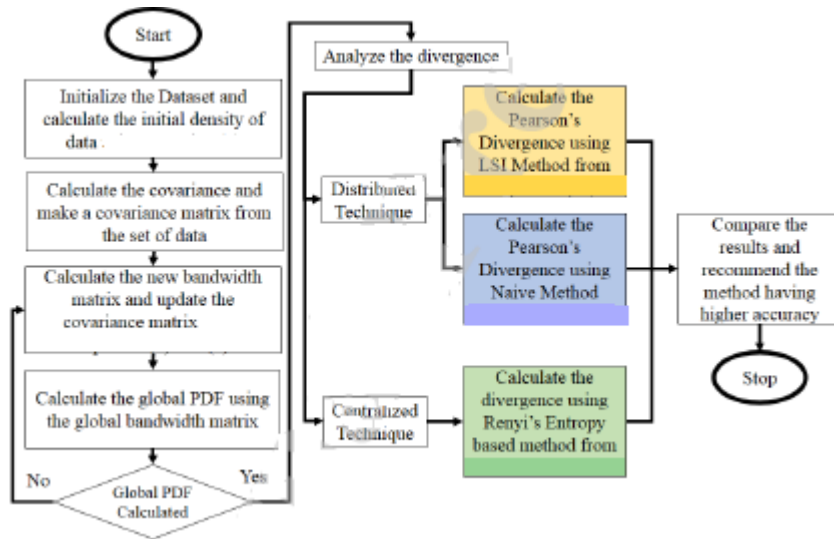 Start
Initialize the Dataset and
calculate the initial density of
data
Calculate the covariance and
make a covariance matrix from
the set of data
Calculate the new bandwidth
matrix and update the
covariance matrix
Calculate the global PDF using
the global bandwidth matrix
No
Yes
Global PDF
Calculated
Analyze the divergence
Distributed
Technique
Calculate the
Pearson's
Divergence using
LSI Method from
Calculate the
Pearson's
Divergence using
Naive Method
Centralized
Technique
Calculate the
divergence using
Renyi's Entropy
based method from
Compare the
results and
recommend the
method having
higher accuracy
Stop